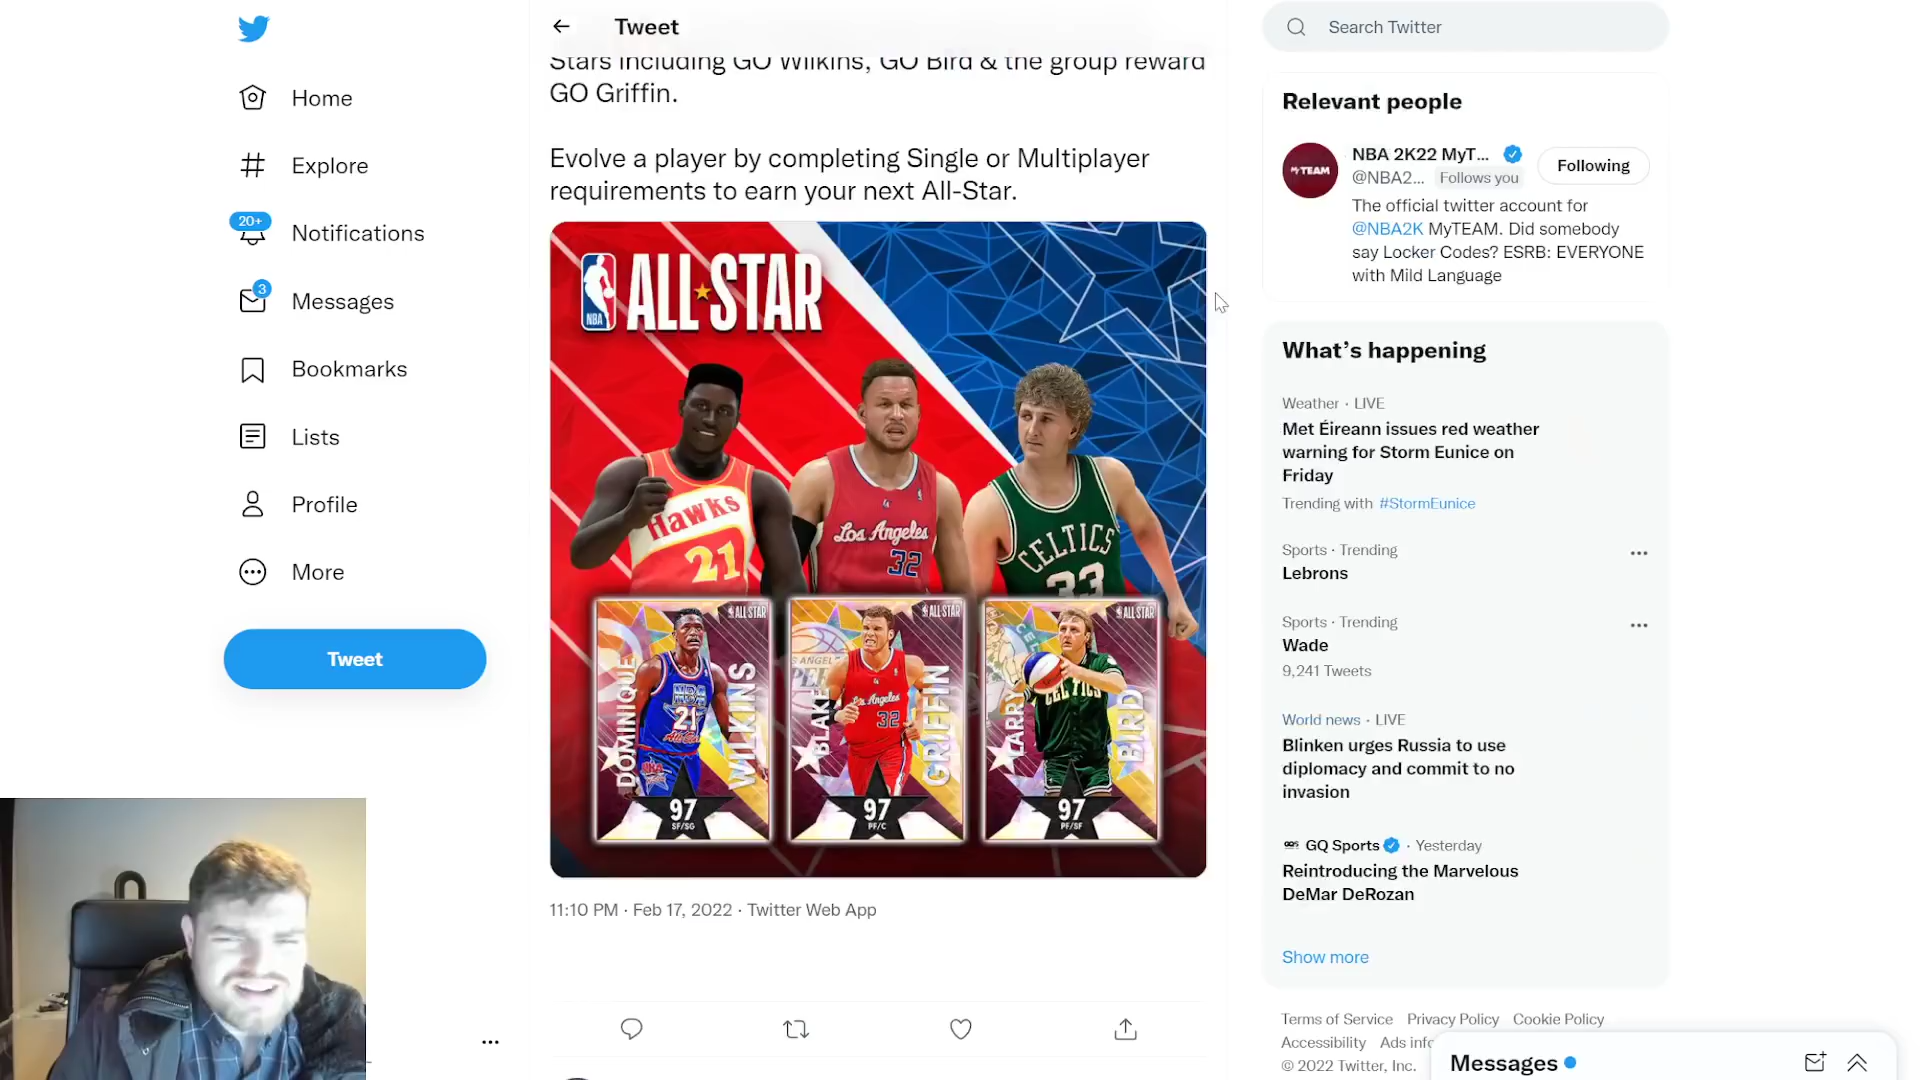 Tweet
Search Twitter
Stars including GO Wilkins, GO Bird & the group reward
GO Griffin.
Evolve a player by completing Single or Multiplayer
requirements to earn your next All-Star.
Home
Explore
20+
Notifications
3
Messages
Bookmarks
Lists
Profile
More
Tweet
NBA
ALL STAR
HAWKS
21
Los Angeles
32
CELTICS
33
ALL STAR
DOMINIQUE
WILKINS
NBA
21
97
SF/SG
ALL STAR
BLAKE
GRIFFIN
Los Angeles
32
97
PF/C
ALL STAR
LARRY
BIRD
CELTICS
97
PF/SF
11:10 PM · Feb 17, 2022 · Twitter Web App
Relevant people
TEAM
NBA 2K22 MyT...
@NBA2... Follows you
Following
The official twitter account for
@NBA2K MyTEAM. Did somebody
say Locker Codes? ESRB: EVERYONE
with Mild Language
What's happening
Weather · LIVE
Met Éireann issues red weather
warning for Storm Eunice on
Friday
Trending with #StormEunice
Sports · Trending
Lebrons
Sports · Trending
Wade
9,241 Tweets
World news · LIVE
Blinken urges Russia to use
diplomacy and commit to no
invasion
GQ Sports · Yesterday
Reintroducing the Marvelous
DeMar DeRozan
Show more
Terms of Service Privacy Policy Cookie Policy
Accessibility Ads info
© 2022 Twitter, Inc.
Messages